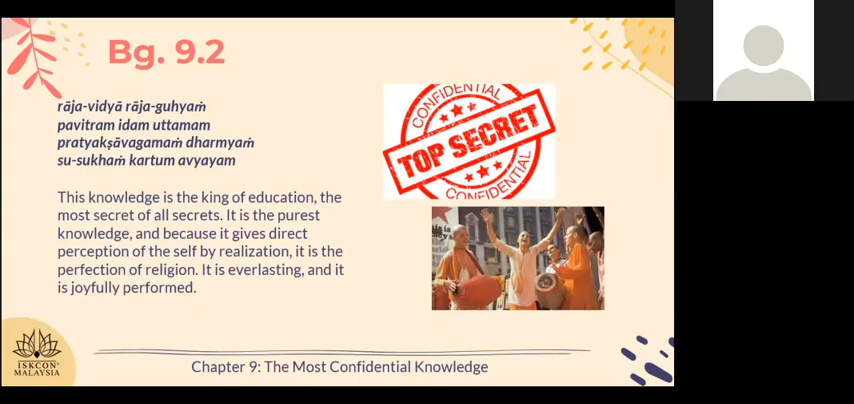 Bg. 9.2
rāja-vidyā rāja-guhyaṁ
pavitram idam uttamam
pratyakṣāvagamaṁ dharmyaṁ
su-sukhaṁ kartum avyayam
This knowledge is the king of education, the
most secret of all secrets. It is the purest
knowledge, and because it gives direct
perception of the self by realization, it is the
perfection of religion. It is everlasting, and it
is joyfully performed.
CONFIDENTIAL
TOP SECRET
CONFIDENTIAL
ISKCON
MALAYSIA
Chapter 9: The Most Confidential Knowledge